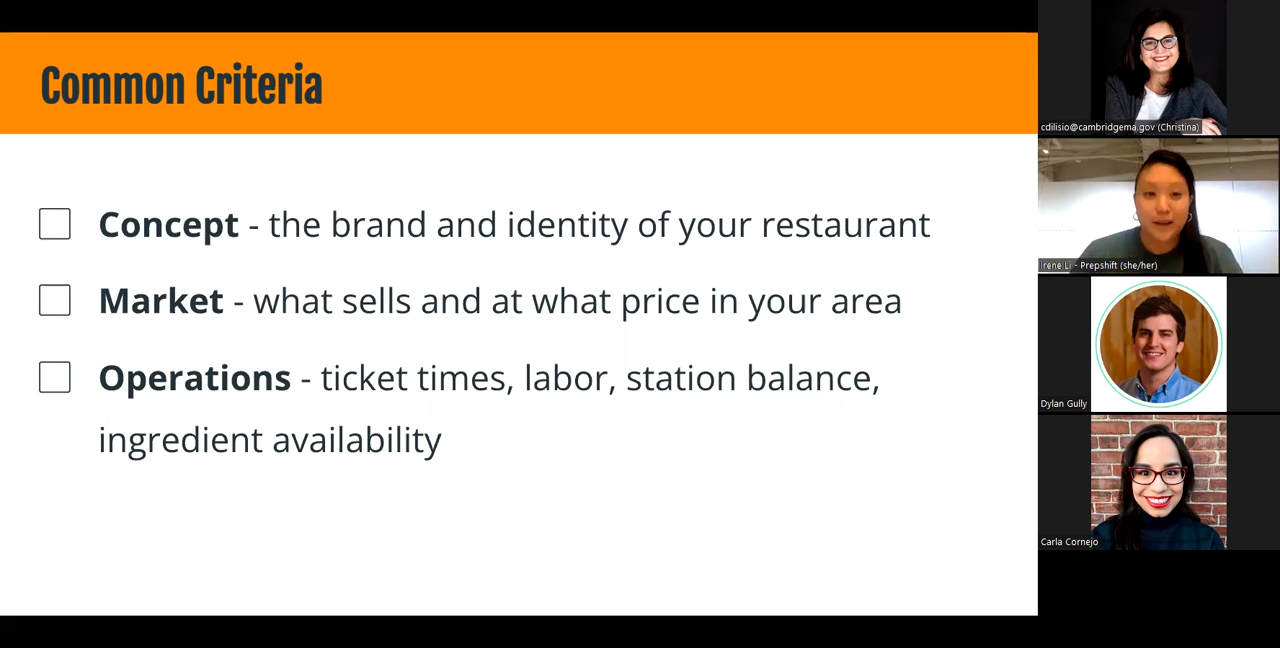 Common Criteria
Concept - the brand and identity of your restaurant
Market - what sells and at what price in your area
Operations - ticket times, labor, station balance,
ingredient availability
cdilisio@cambridgema.gov (Christina)
Irene Li - Prepshift (she/her)
Dylan Gully
Carla Cornejo